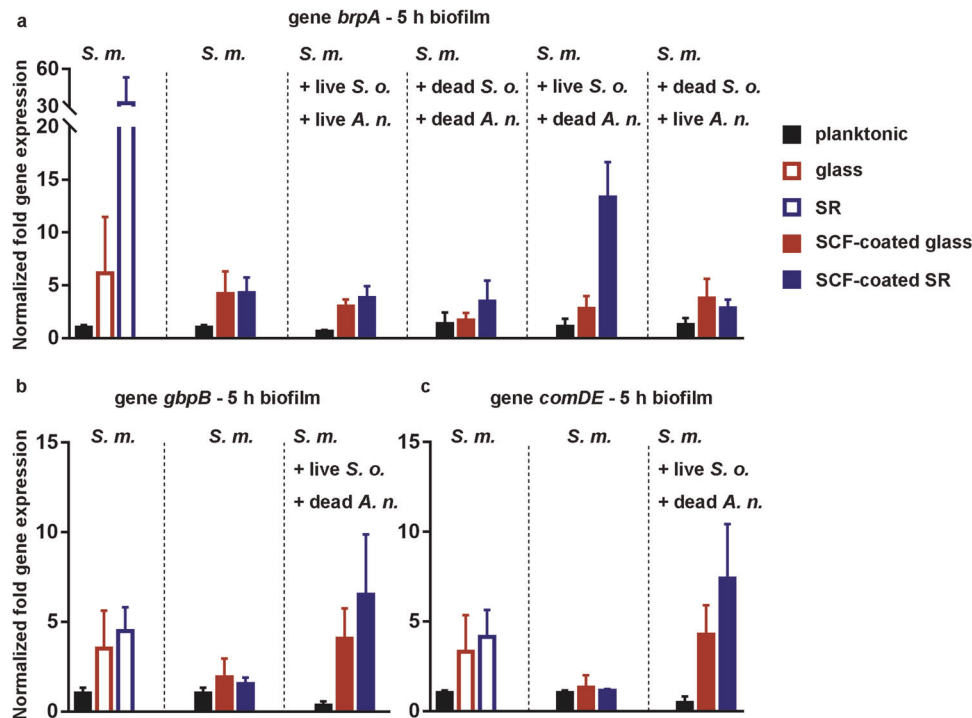 a
gene brpA - 5 h biofilm
S. m.
S. m.
S. m.
+ live S. o.
+ live A. n.
S. m.
+ dead S. o.
+ dead A. n.
S. m.
+ live S. o.
+ dead A. n.
S. m.
+ dead S. o.
+ live A. n.
Normalized fold gene expression
60
30
20
15
10
5
0
planktonic
glass
SR
SCF-coated glass
SCF-coated SR
b
gene gbpB - 5 h biofilm
S. m.
S. m.
S. m.
+ live S. o.
+ dead A. n.
Normalized fold gene expression
15
10
5
0
c
gene comDE - 5 h biofilm
S. m.
S. m.
S. m.
+ live S. o.
+ dead A. n.
15
10
5
0